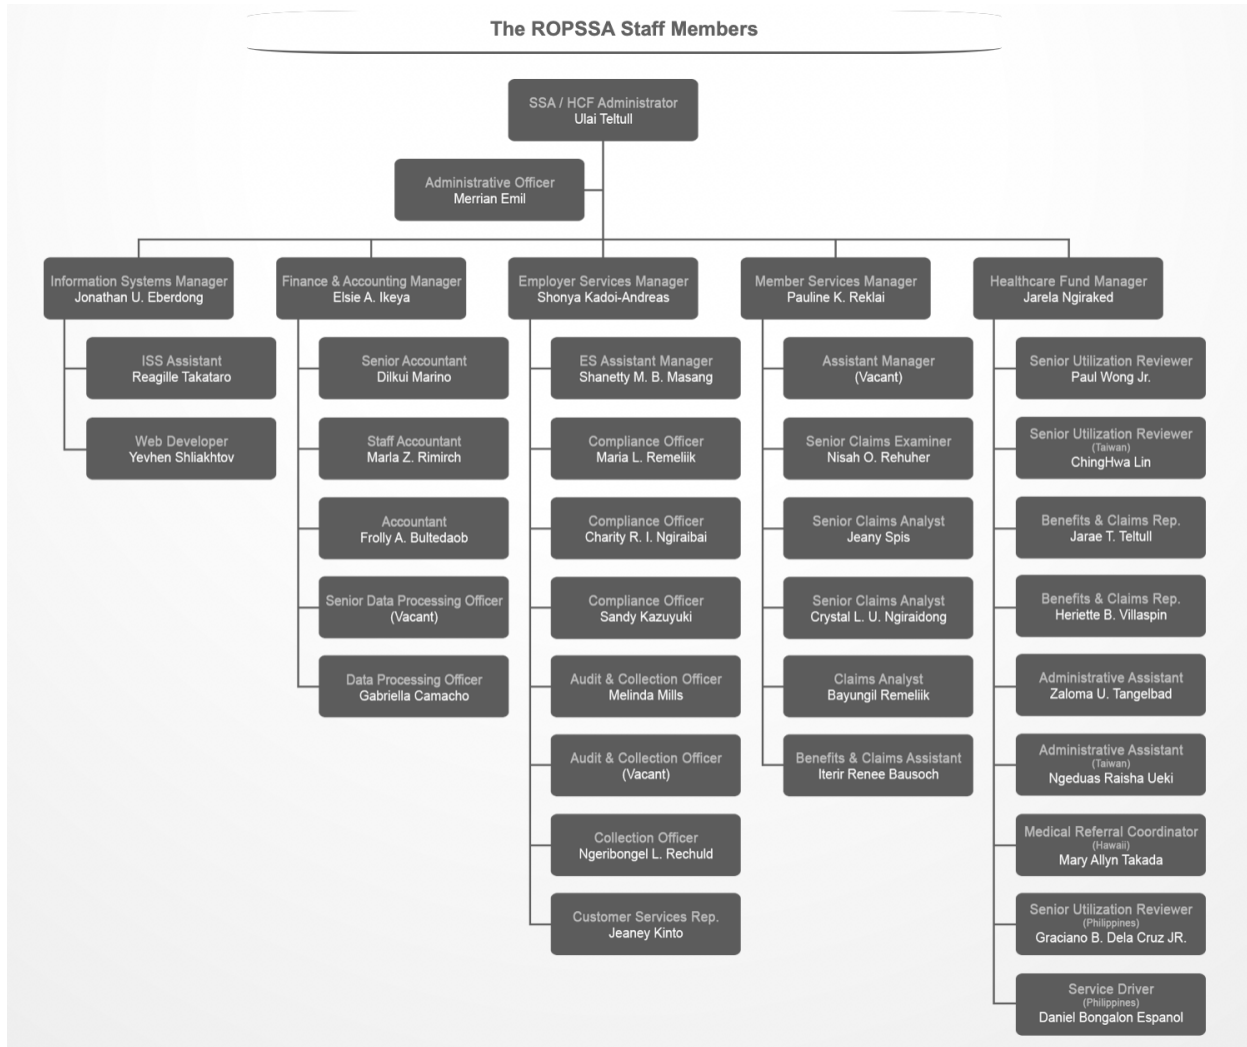 The ROPSSA Staff Members
SSA / HCF Administrator
Ulai Teltull
Administrative Officer
Merrian Emil
Information Systems Manager
Jonathan U. Eberdong
ISS Assistant
Reagille Takataro
Web Developer
Yevhen Shliakhtov
Finance & Accounting Manager
Elsie A. Ikeya
Senior Accountant
Dilkui Marino
Staff Accountant
Marla Z. Rimirch
Accountant
Frolly A. Bultedaob
Senior Data Processing Officer
(Vacant)
Data Processing Officer
Gabriella Camacho
Employer Services Manager
Shonya Kadoi-Andreas
ES Assistant Manager
Shanetty M. B. Masang
Compliance Officer
Maria L. Remeliik
Compliance Officer
Charity R. I. Ngiraibai
Compliance Officer
Sandy Kazuyuki
Audit & Collection Officer
Melinda Mills
Audit & Collection Officer
(Vacant)
Collection Officer
Ngeribongel L. Rechuld
Customer Services Rep.
Jeaney Kinto
Member Services Manager
Pauline K. Reklai
Assistant Manager
(Vacant)
Senior Claims Examiner
Nisah O. Rehuher
Senior Claims Analyst
Jeany Spis
Senior Claims Analyst
Crystal L. U. Ngiraidong
Claims Analyst
Bayungil Remeliik
Benefits & Claims Assistant
Iterir Renee Bausoch
Healthcare Fund Manager
Jarela Ngiraked
Senior Utilization Reviewer
Paul Wong Jr.
Senior Utilization Reviewer
(Taiwan)
ChingHwa Lin
Benefits & Claims Rep.
Jarae T. Teltull
Benefits & Claims Rep.
Heriette B. Villaspin
Administrative Assistant
Zaloma U. Tangelbad
Administrative Assistant
(Taiwan)
Ngeduas Raisha Ueki
Medical Referral Coordinator
(Hawaii)
Mary Allyn Takada
Senior Utilization Reviewer
(Philippines)
Graciano B. Dela Cruz JR.
Service Driver
(Philippines)
Daniel Bongalon Espanol